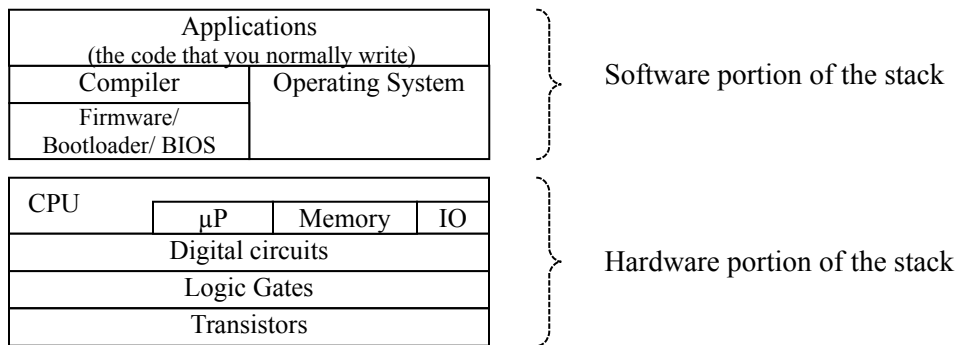 Applications
(the code that you normally write)
Compiler
Operating System
Firmware/
Bootloader/ BIOS
Software portion of the stack
CPU
μP
Memory
IO
Digital circuits
Logic Gates
Transistors
Hardware portion of the stack